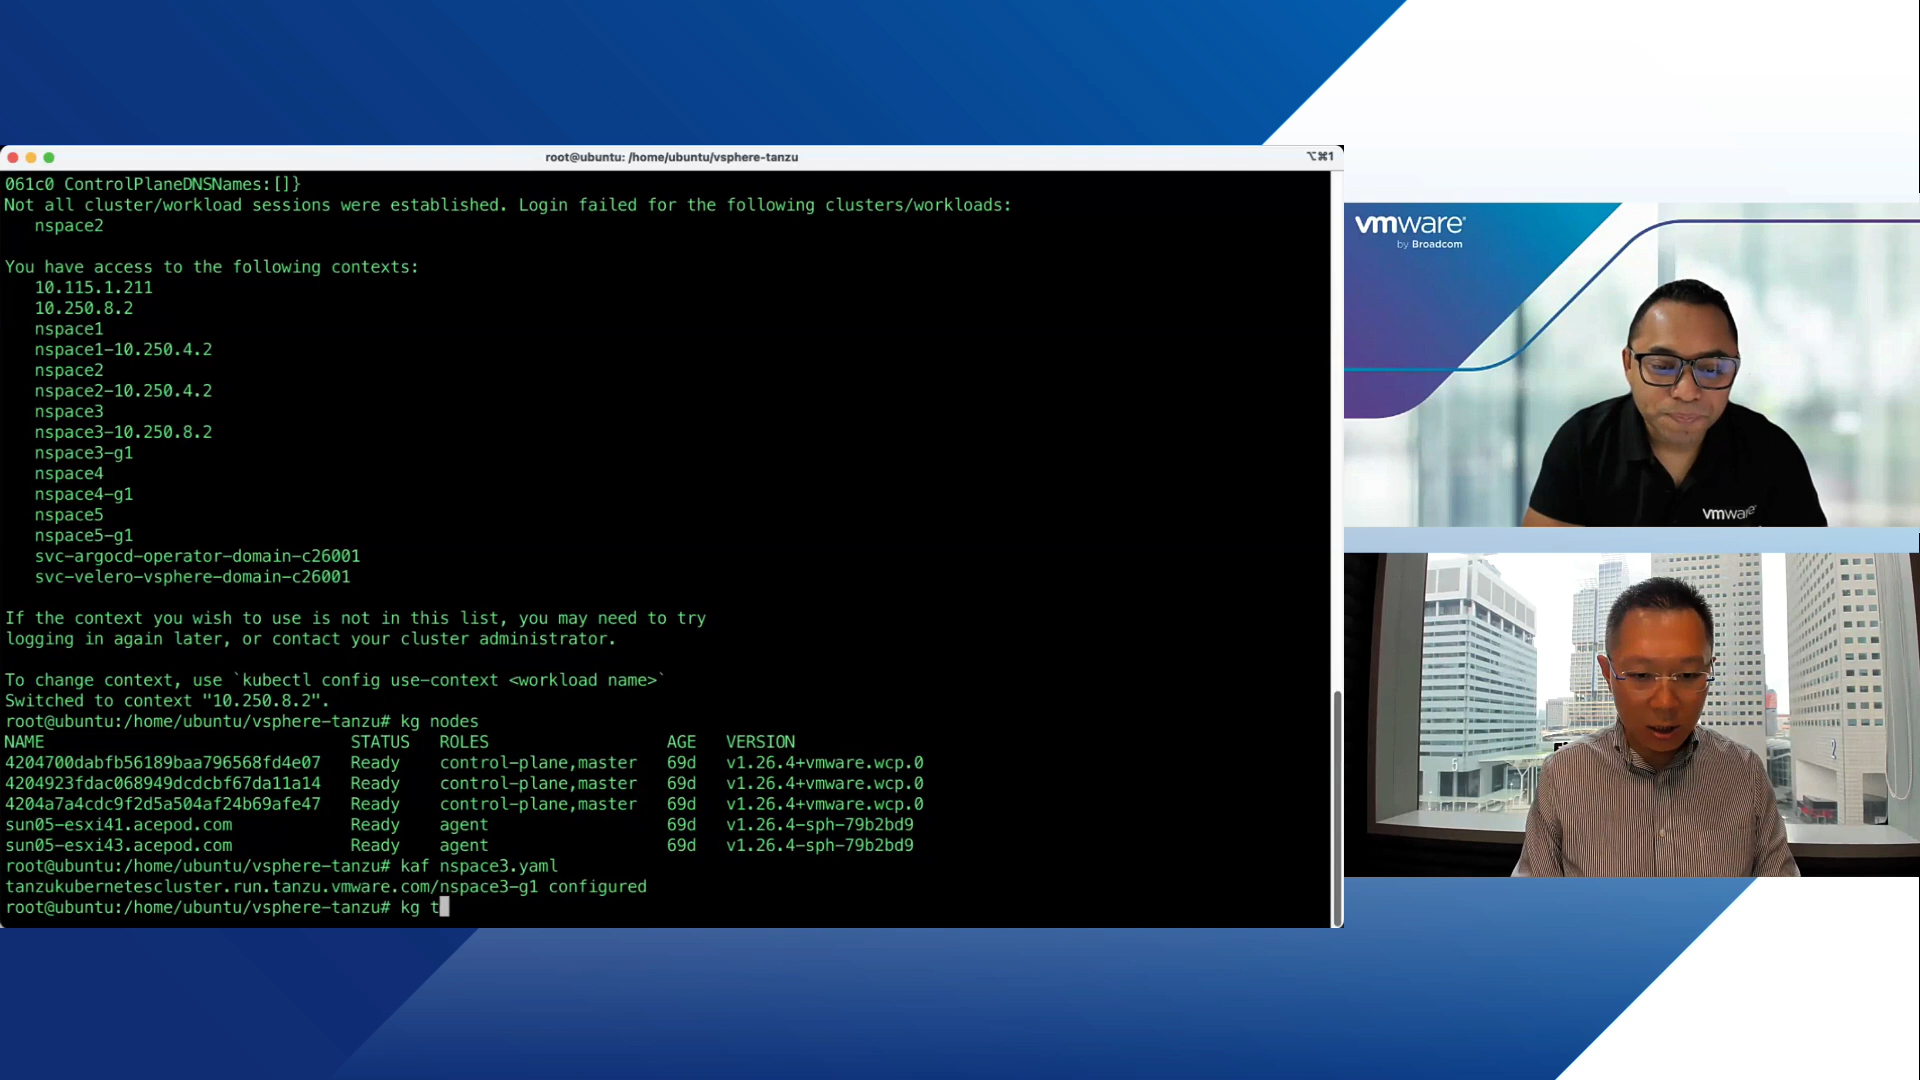 root@ubuntu: /home/ubuntu/vsphere-tanzu
⌥⌘1
061c0 ControlPlaneDNSNames:[]}
Not all cluster/workload sessions were established. Login failed for the following clusters/workloads:
nspace2
You have access to the following contexts:
10.115.1.211
10.250.8.2
nspace1
nspace1-10.250.4.2
nspace2
nspace2-10.250.4.2
nspace3
nspace3-10.250.8.2
nspace3-g1
nspace4
nspace4-g1
nspace5
nspace5-g1
svc-argocd-operator-domain-c26001
svc-velero-vsphere-domain-c26001
If the context you wish to use is not in this list, you may need to try
logging in again later, or contact your cluster administrator.
To change context, use `kubectl config use-context <workload name>`
Switched to context "10.250.8.2".
root@ubuntu:/home/ubuntu/vsphere-tanzu# kg nodes
NAME STATUS ROLES AGE VERSION
4204700dabfb56189baa796568fd4e07 Ready control-plane,master 69d v1.26.4+vmware.wcp.0
4204923fdac068949dcdcbf67da11a14 Ready control-plane,master 69d v1.26.4+vmware.wcp.0
4204a7a4cdc9f2d5a504af24b69afe47 Ready control-plane,master 69d v1.26.4+vmware.wcp.0
sun05-esxi41.acepod.com Ready agent 69d v1.26.4-sph-79b2bd9
sun05-esxi43.acepod.com Ready agent 69d v1.26.4-sph-79b2bd9
root@ubuntu:/home/ubuntu/vsphere-tanzu# kaf nspace3.yaml
tanzukubernetescluster.run.tanzu.vmware.com/nspace3-g1 configured
root@ubuntu:/home/ubuntu/vsphere-tanzu# kg t
vmware®
by Broadcom
vmware
5
2